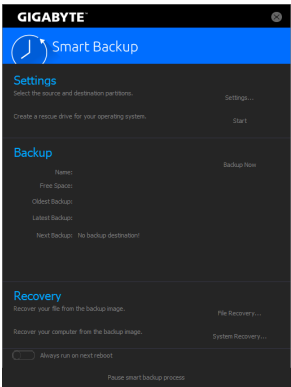 GIGABYTE™
Smart Backup
Settings
Select the source and destination partitions.
Settings...
Create a rescue drive for your operating system.
Start
Backup
Backup Now
Name:
Free Space:
Oldest Backup:
Latest Backup:
Next Backup: No backup destination!
Recovery
Recover your file from the backup image.
File Recovery...
Recover your computer from the backup image.
System Recovery...
Always run on next reboot
Pause smart backup process